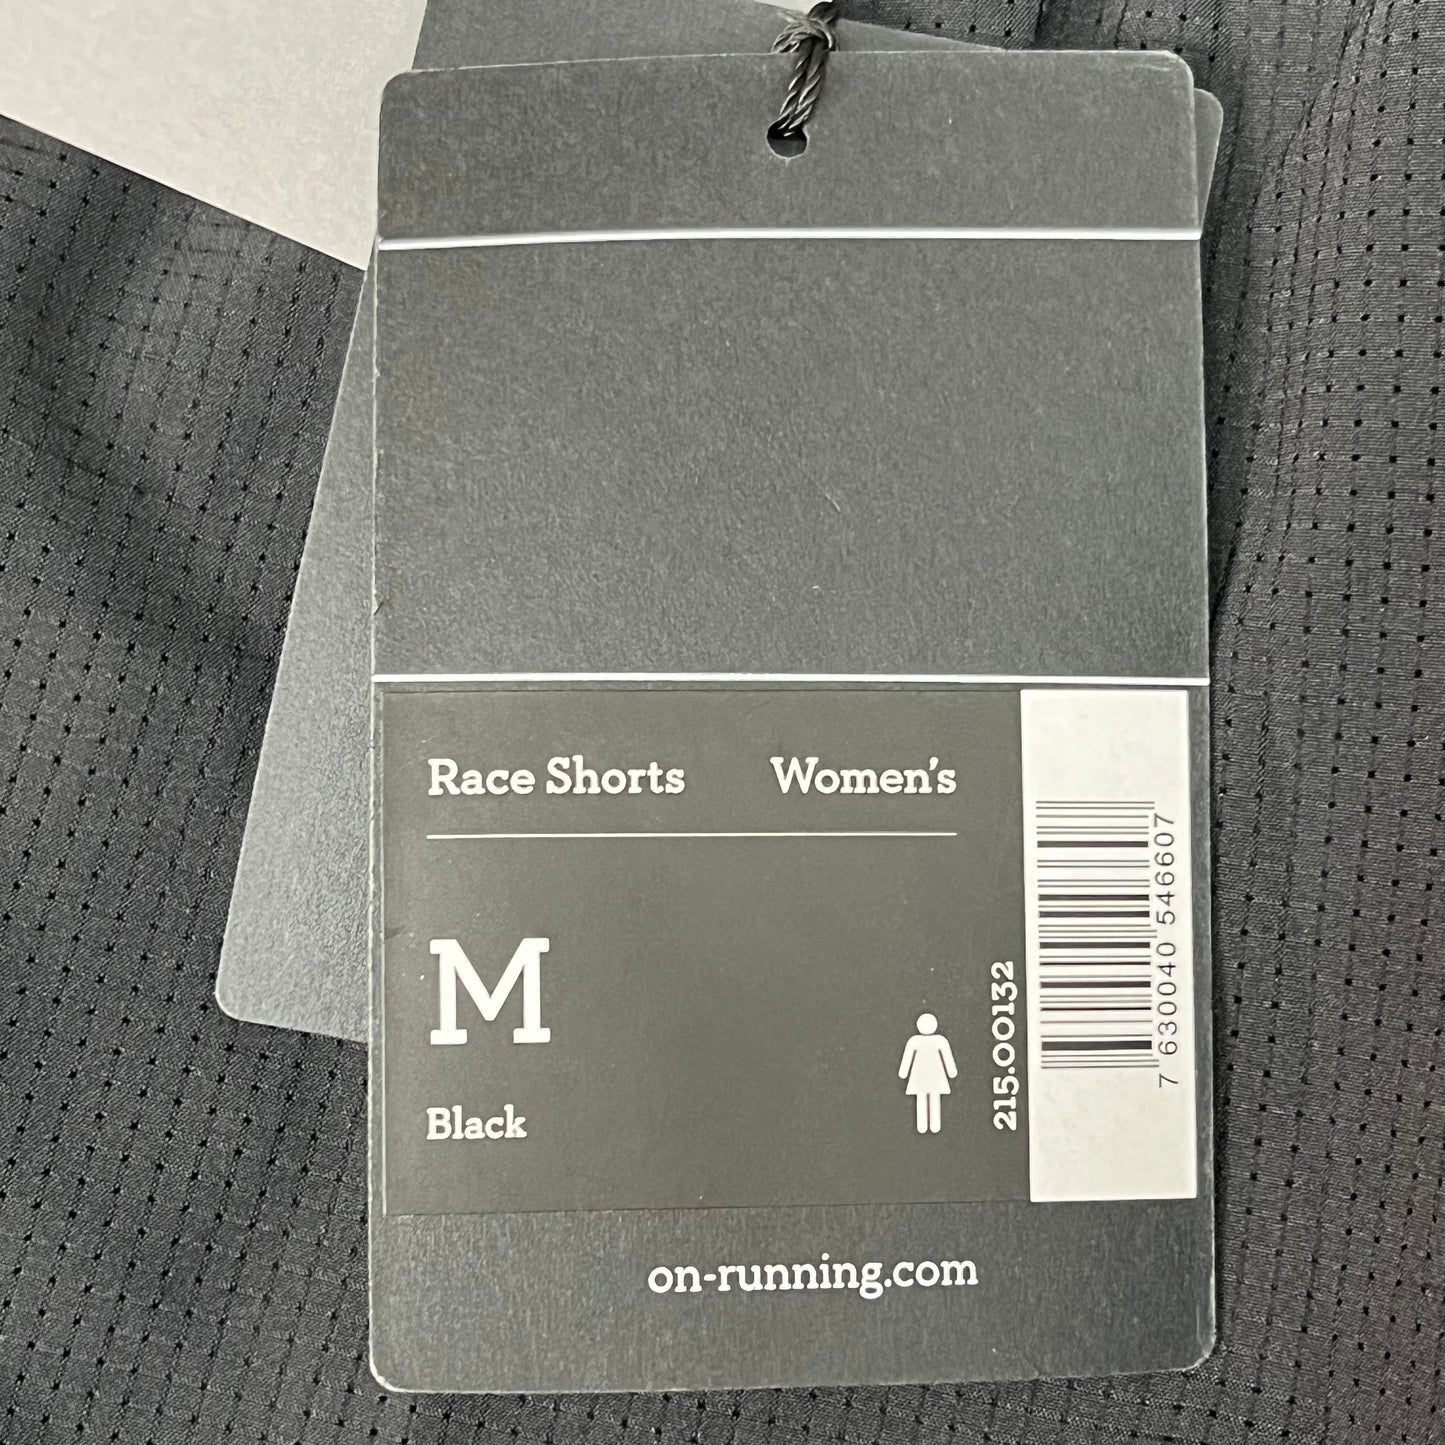 Race Shorts Women's
M
Black
215.00132
7 630040 546607
on-running.com